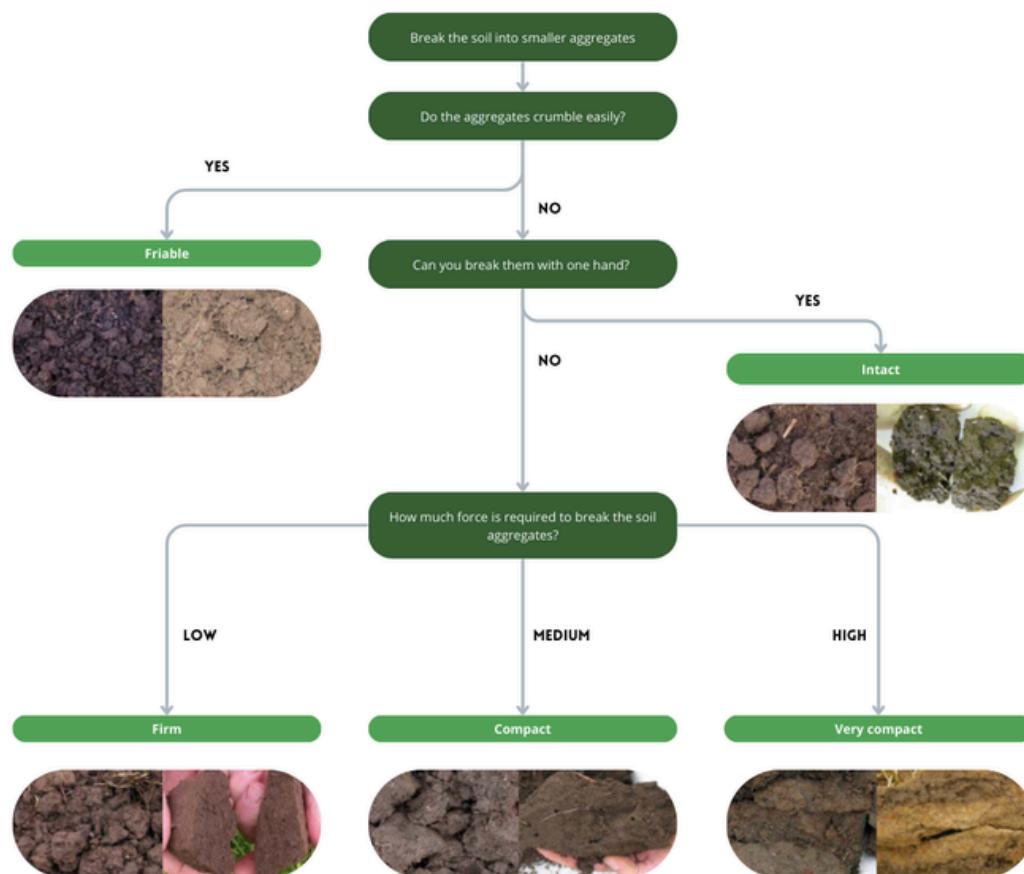 Break the soil into smaller aggregates
Do the aggregates crumble easily?
YES
NO
Friable
Can you break them with one hand?
YES
NO
Intact
How much force is required to break the soil
aggregates?
LOW
MEDIUM
HIGH
Firm
Compact
Very compact